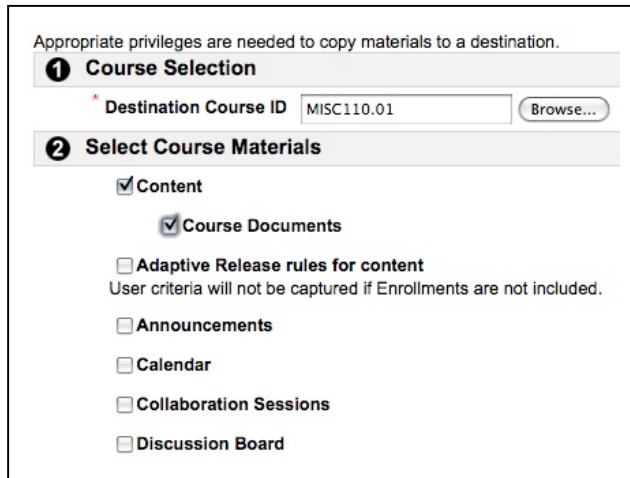 Appropriate privileges are needed to copy materials to a destination.
1 Course Selection
* Destination Course ID MISC110.01 Browse...
2 Select Course Materials
Content
Course Documents
Adaptive Release rules for content
User criteria will not be captured if Enrollments are not included.
Announcements
Calendar
Collaboration Sessions
Discussion Board